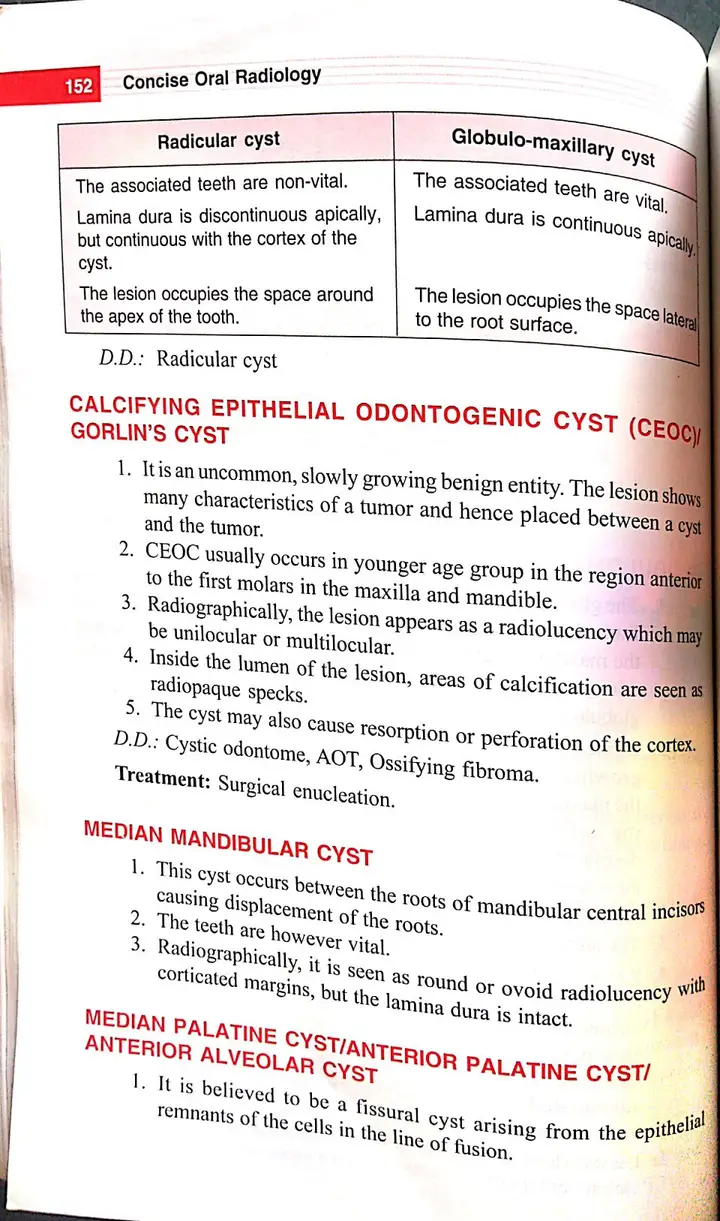 152 Concise Oral Radiology
Radicular cyst
Globulo-maxillary cyst
The associated teeth are non-vital.
The associated teeth are vital.
Lamina dura is discontinuous apically,
but continuous with the cortex of the
cyst.
Lamina dura is continuous apically.
The lesion occupies the space around
the apex of the tooth.
The lesion occupies the space lateral
to the root surface.
D.D.: Radicular cyst
CALCIFYING EPITHELIAL ODONTOGENIC CYST (CEOC)/
GORLIN'S CYST
1. It is an uncommon, slowly growing benign entity. The lesion shows
many characteristics of a tumor and hence placed between a cyst
and the tumor.
2. CEOC usually occurs in younger age group in the region anterior
to the first molars in the maxilla and mandible.
3. Radiographically, the lesion appears as a radiolucency which may
be unilocular or multilocular.
4. Inside the lumen of the lesion, areas of calcification are seen as
radiopaque specks.
5. The cyst may also cause resorption or perforation of the cortex.
D.D.: Cystic odontome, AOT, Ossifying fibroma.
Treatment: Surgical enucleation.
MEDIAN MANDIBULAR CYST
1. This cyst occurs between the roots of mandibular central incisors
causing displacement of the roots.
2. The teeth are however vital.
3. Radiographically, it is seen as round or ovoid radiolucency with
corticated margins, but the lamina dura is intact.
MEDIAN PALATINE CYST/ANTERIOR PALATINE CYST/
ANTERIOR ALVEOLAR CYST
1. It is believed to be a fissural cyst arising from the epithelial
remnants of the cells in the line of fusion.